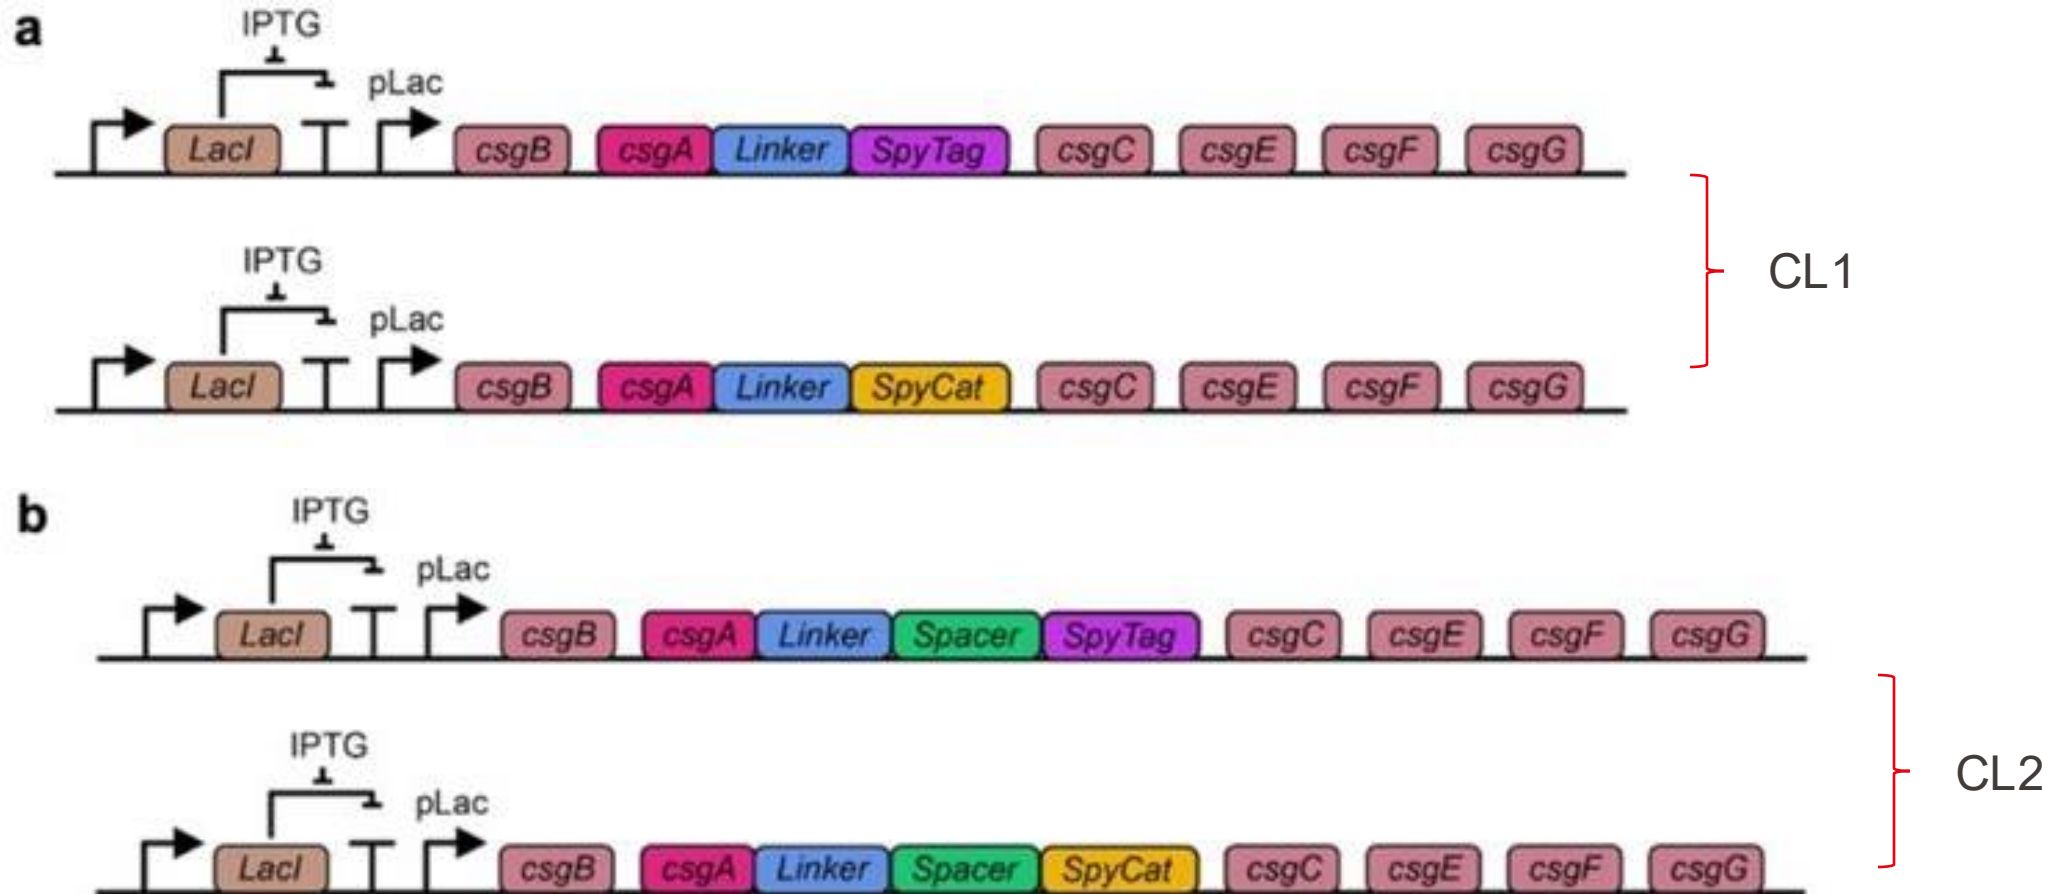 a
IPTG
pLac
LacI csgB csgA Linker SpyTag csgC csgE csgF csgG
CL1
IPTG
pLac
LacI csgB csgA Linker SpyCat csgC csgE csgF csgG
b
IPTG
pLac
LacI csgB csgA Linker Spacer SpyTag csgC csgE csgF csgG
CL2
IPTG
pLac
LacI csgB csgA Linker Spacer SpyCat csgC csgE csgF csgG